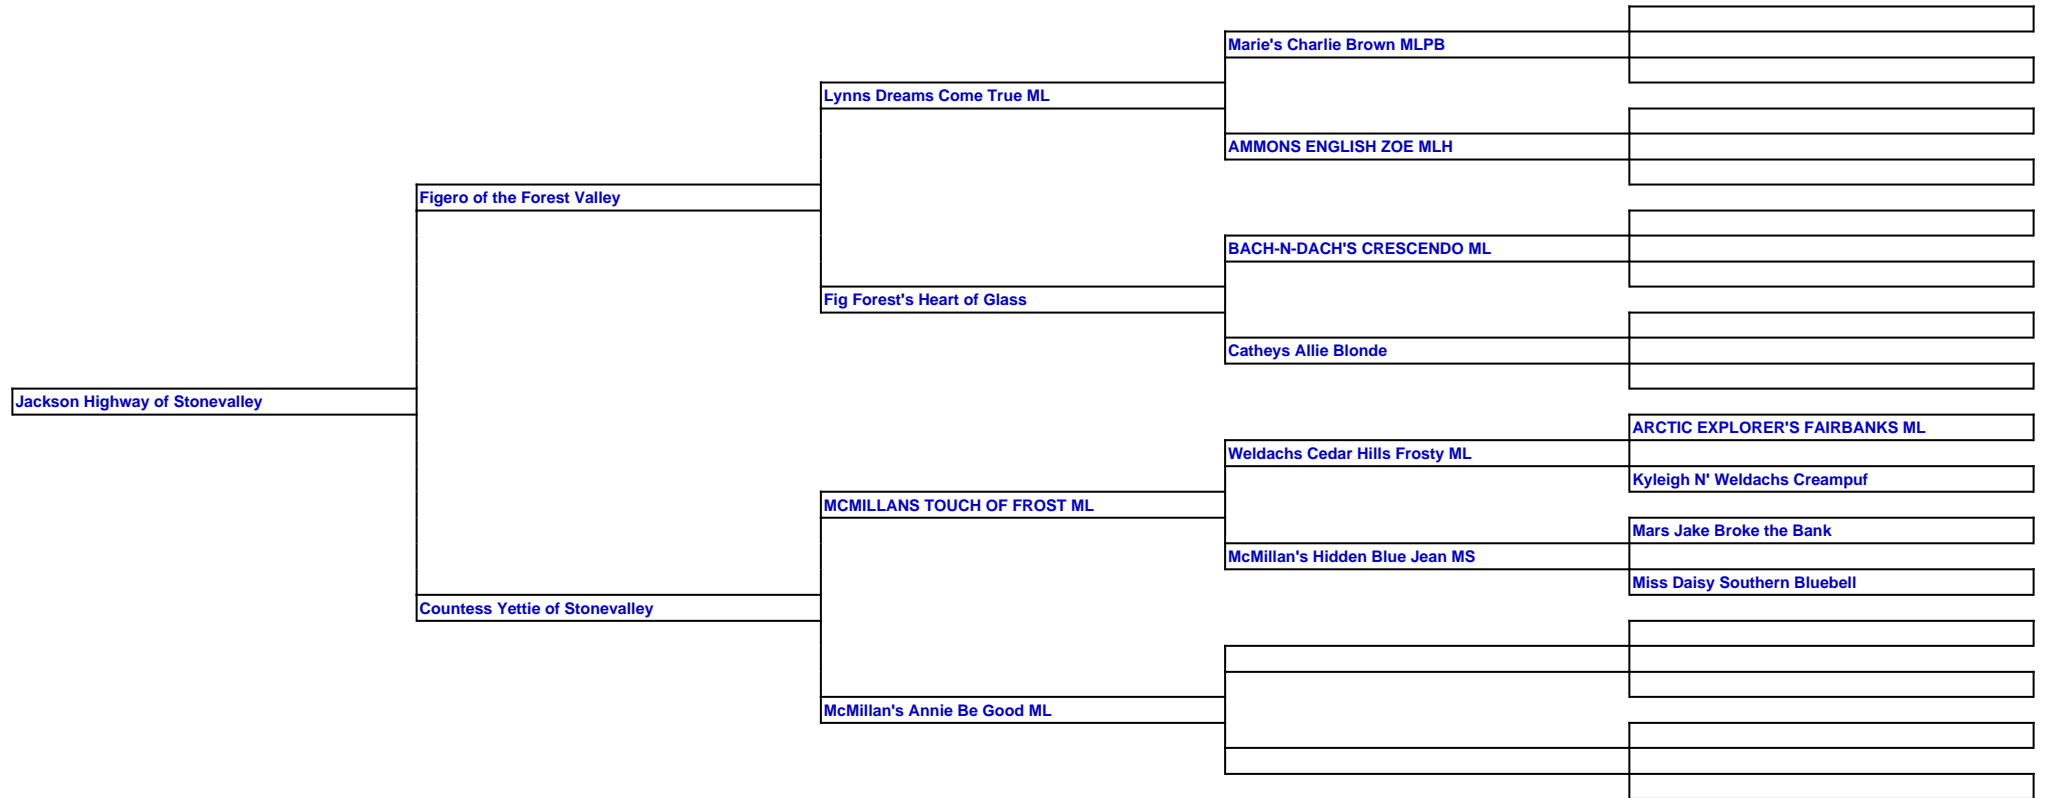 Marie's Charlie Brown MLPB
Lynns Dreams Come True ML
AMMONS ENGLISH ZOE MLH
Figero of the Forest Valley
BACH-N-DACH'S CRESCENDO ML
Fig Forest's Heart of Glass
Catheys Allie Blonde
Jackson Highway of Stonevalley
ARCTIC EXPLORER'S FAIRBANKS ML
Weldachs Cedar Hills Frosty ML
Kyleigh N' Weldachs Creampuf
MCMILLANS TOUCH OF FROST ML
Mars Jake Broke the Bank
McMillan's Hidden Blue Jean MS
Miss Daisy Southern Bluebell
Countess Yettie of Stonevalley
McMillan's Annie Be Good ML